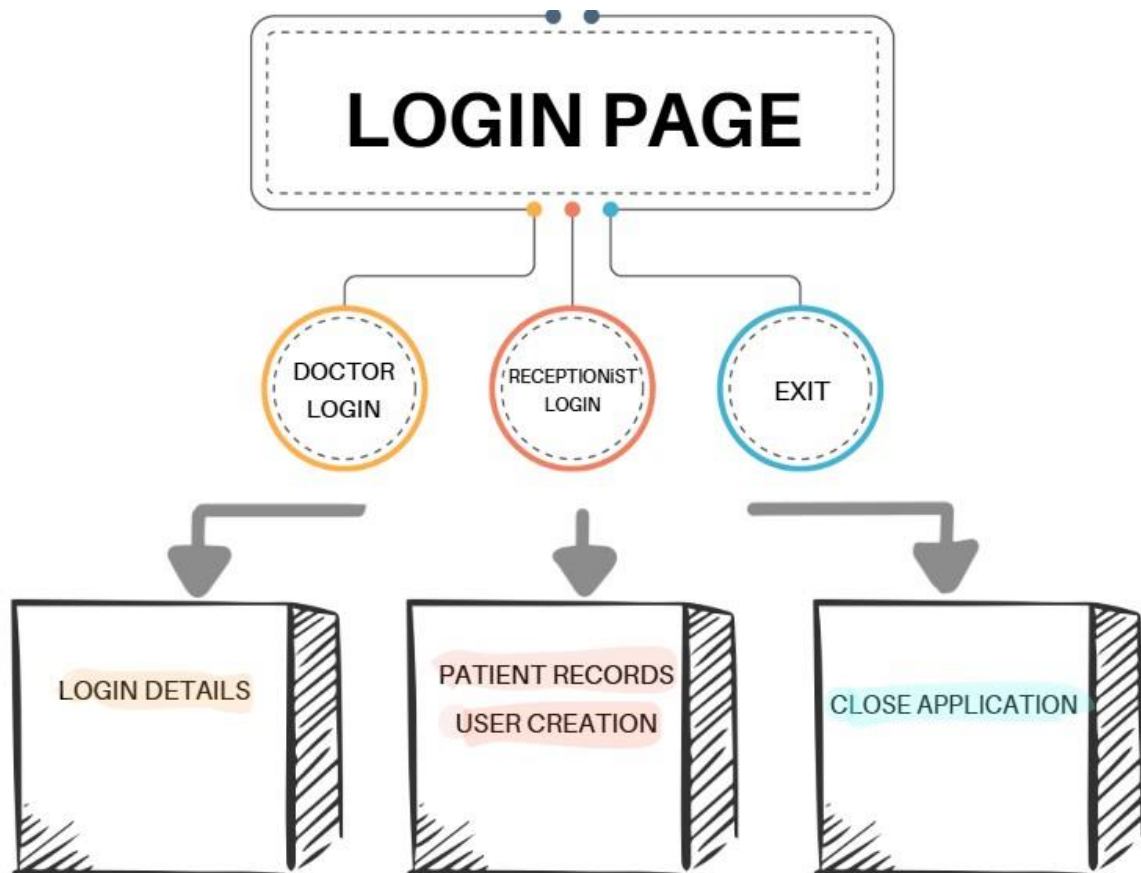 LOGIN PAGE
DOCTOR
LOGIN
RECEPTIONiST
LOGIN
EXIT
LOGIN DETAILS
PATIENT RECORDS
USER CREATION
CLOSE APPLICATION